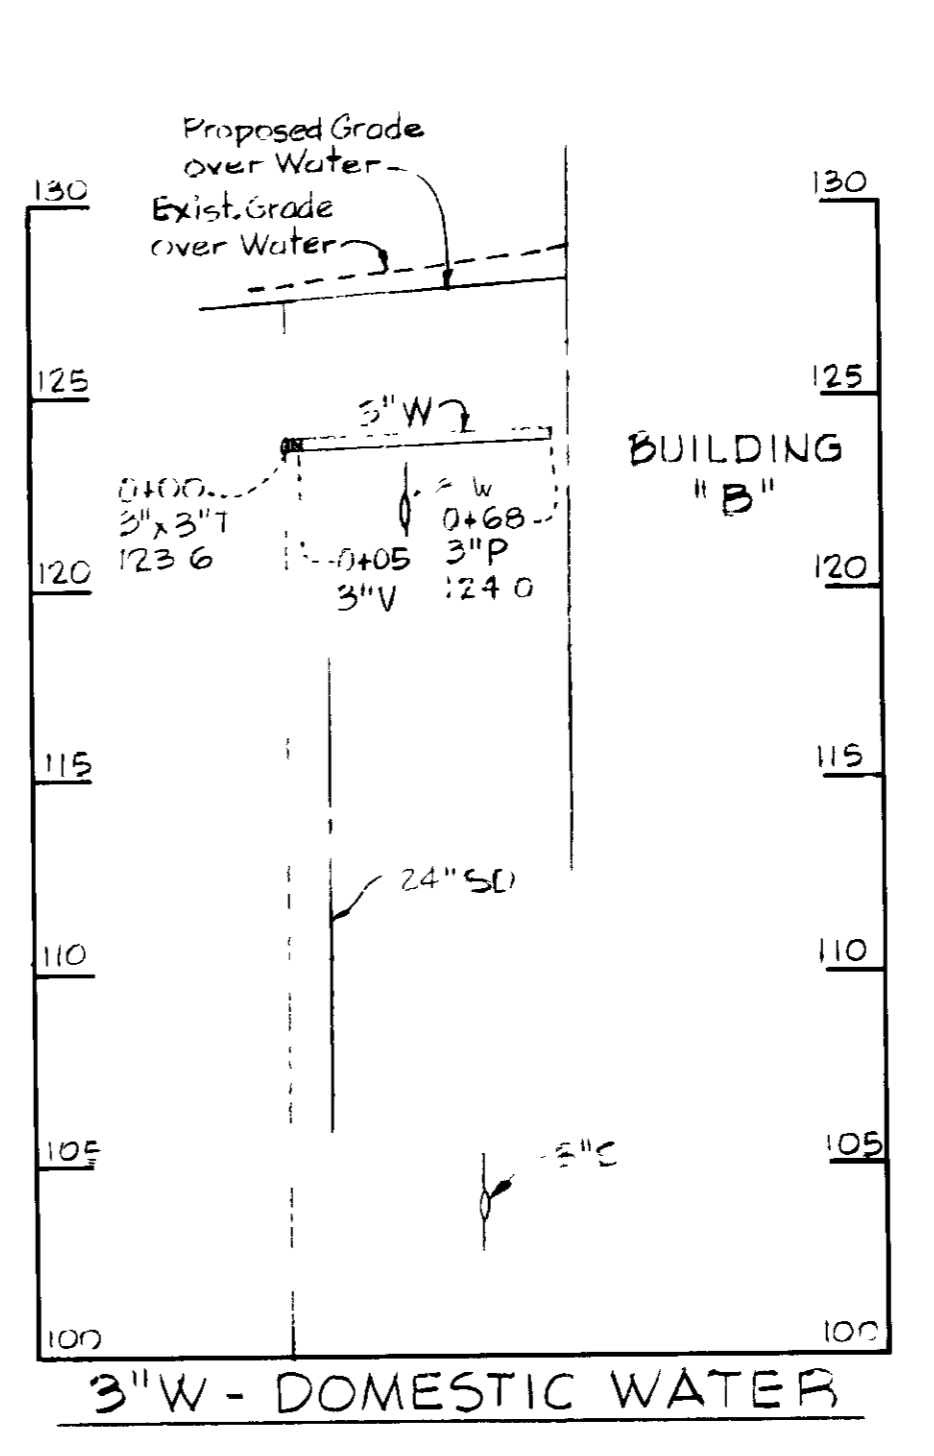 Proposed Grade
over Water
Exist. Grade
over Water
130
130
125
125
3"W
BUILDING
"B"
0+00
3"x3"T
123 6
W
0+68
3"P
124 0
0+05
3"V
120
120
115
115
24"SD
110
110
105
105
100
100
3"W - DOMESTIC WATER